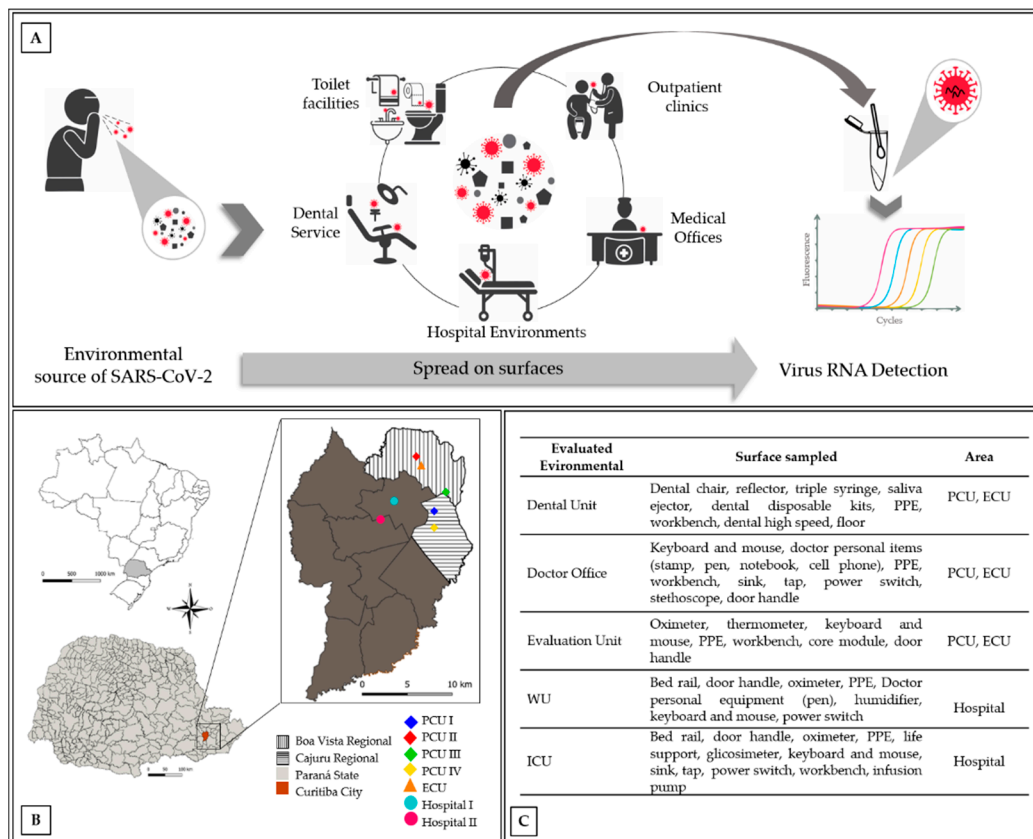 A
Toilet
facilities
Outpatient
clinics
Dental
Service
Medical
Offices
Hospital Environments
Fluorescence
Cycles
Environmental
source of SARS-CoV-2
Spread on surfaces
Virus RNA Detection
0 500 1000 km
0 50 100 km
0 5 10 km
Boa Vista Regional
Cajuru Regional
Paraná State
Curitiba City
PCU I
PCU II
PCU III
PCU IV
ECU
Hospital I
Hospital II
B
Evaluated
Evironmental
Surface sampled
Area
Dental Unit
Dental chair, reflector, triple syringe, saliva
ejector, dental disposable kits, PPE,
workbench, dental high speed, floor
PCU, ECU
Doctor Office
Keyboard and mouse, doctor personal items
(stamp, pen, notebook, cell phone), PPE,
workbench, sink, tap, power switch,
stethoscope, door handle
PCU, ECU
Evaluation Unit
Oximeter, thermometer, keyboard and
mouse, PPE, workbench, core module, door
handle
PCU, ECU
WU
Bed rail, door handle, oximeter, PPE, Doctor
personal equipment (pen), humidifier,
keyboard and mouse, power switch
Hospital
ICU
Bed rail, door handle, oximeter, PPE, life
support, glicosimeter, keyboard and mouse,
sink, tap, power switch, workbench, infusion
pump
Hospital
C